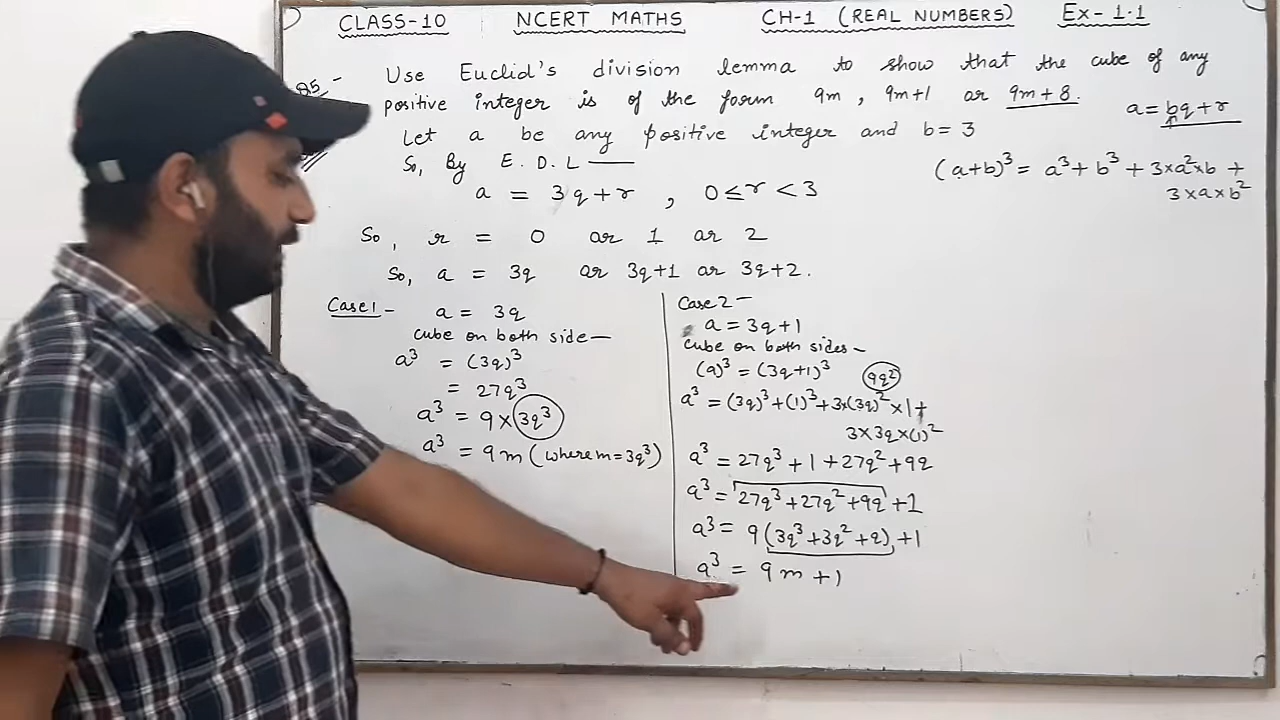 CLASS-10 NCERT MATHS CH-1 (REAL NUMBERS) Ex- 1.1
Q5 - Use Euclid's division lemma to show that the cube of any
positive integer is of the form 9m, 9m+1 or 9m+8.
a = bq+r
Let a be any positive integer and b=3
So, By E. D. L —
(a+b)³ = a³ + b³ + 3×a²×b +
3×a×b²
a = 3q+r , 0≤r<3
So, r = 0 or 1 or 2
So, a = 3q or 3q+1 or 3q+2.
Case 1 - a = 3q
cube on both side—
a³ = (3q)³
= 27q³
a³ = 9 × 3q³
a³ = 9m (where m=3q³)
Case 2 —
a = 3q+1
cube on both sides—
(a)³ = (3q+1)³
9q²
a³ = (3q)³+(1)³+3×(3q)²×1+
3×3q×(1)²
a³ = 27q³+1+27q²+9q
a³ = 27q³+27q²+9q+1
a³ = 9(3q³+3q²+q)+1
a³ = 9m+1